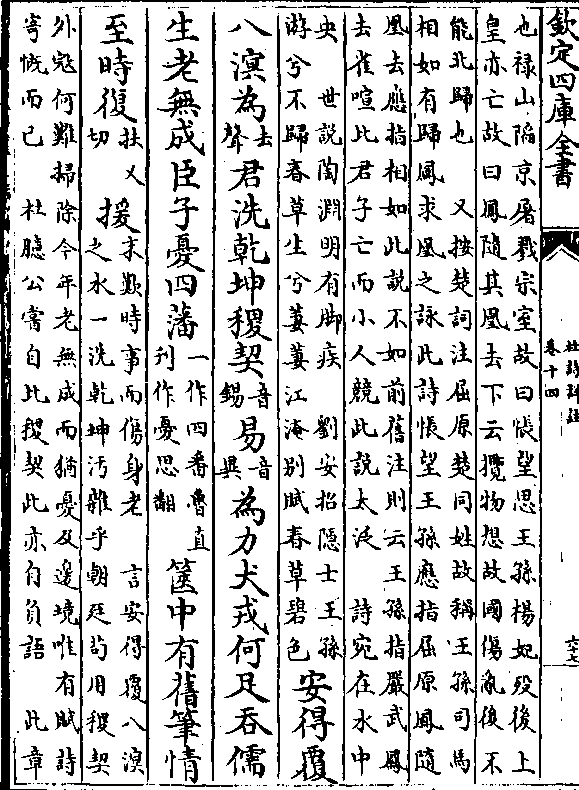 欽定四庫全書
杜詩詳註
卷十四
六十七
也祿山陷京屠戮宗室故曰悵望思王孫楊妃歿後上
皇亦亡故曰鳳隨其凰去下云攬物想故國傷亂後不
能北歸也 又按楚詞注屈原楚同姓故稱王孫司馬
相如有歸鳳求凰之詠此詩悵望王孫應指屈原鳳隨
凰去應指相如此說不如前舊注則云王孫指嚴武鳳
去雀喧比君子亡而小人競此說太泛 詩宛在水中
央 世說陶淵明有脚疾 劉安招隱士王孫
游兮不歸春草生兮萋萋江淹別賦春草碧色
安得覆
八溟為去聲君洗乾坤稷契音錫易音異為力犬戎何足吞儒
生老無成臣子憂四藩一作四番魯直刋作憂思翻篋中有舊筆情
至時復扶又切援末歎時事而傷身老 言安得覆八溟
之水一洗乾坤汚雜乎朝廷苟用稷契
外宼何難掃除今年老無成而猶憂及邊境唯有賦詩
寄慨而已 杜臆公嘗自比稷契此亦自負語 此章